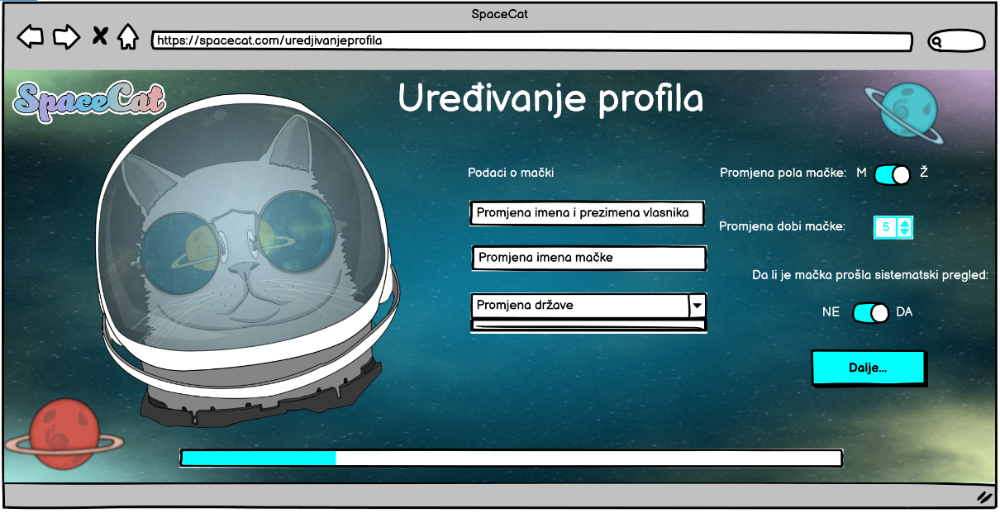 SpaceCat
https://spacecat.com/uredjivanjeprofila
SpaceCat
Uređivanje profila
Podaci o mački
Promjena imena i prezimena vlasnika
Promjena imena mačke
Promjena države
Promjena pola mačke: M Ž
Promjena dobi mačke: 5
Da li je mačka prošla sistematski pregled:
NE DA
Dalje...